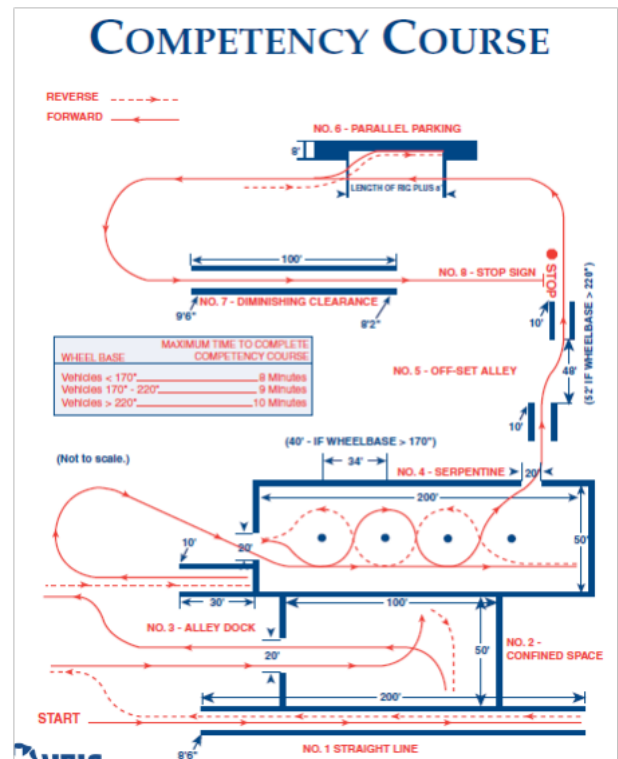 COMPETENCY COURSE
REVERSE
FORWARD
NO. 6 - PARALLEL PARKING
8'
LENGTH OF RIG PLUS 8'
100'
NO. 8 - STOP SIGN
STOP
NO. 7 - DIMINISHING CLEARANCE
9'6"
8'2"
10'
(52' IF WHEELBASE > 220")
48'
MAXIMUM TIME TO COMPLETE
WHEEL BASE COMPETENCY COURSE
Vehicles < 170" 8 Minutes
Vehicles 170" - 220" 9 Minutes
Vehicles > 220" 10 Minutes
NO. 5 - OFF-SET ALLEY
10'
(40' - IF WHEELBASE > 170")
(Not to scale.)
34'
NO. 4 - SERPENTINE
20'
200'
50'
10'
20'
30'
100'
NO. 3 - ALLEY DOCK
20'
50'
NO. 2 -
CONFINED SPACE
200'
START
8'6"
NO. 1 STRAIGHT LINE